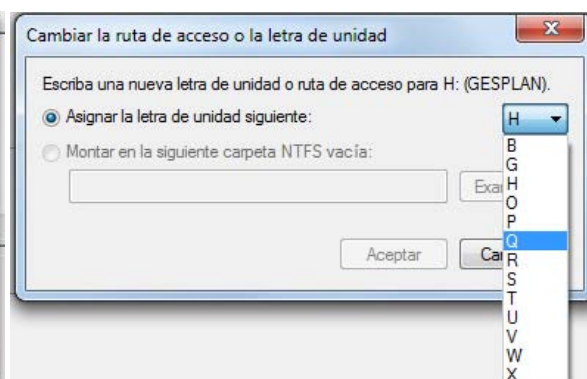 Cambiar la ruta de acceso o la letra de unidad
Escriba una nueva letra de unidad o ruta de acceso para H: (GESPLAN).
Asignar la letra de unidad siguiente:
H
Montar en la siguiente carpeta NTFS vacía:
B
G
H
O
P
Q
R
S
T
U
V
W
X
Aceptar